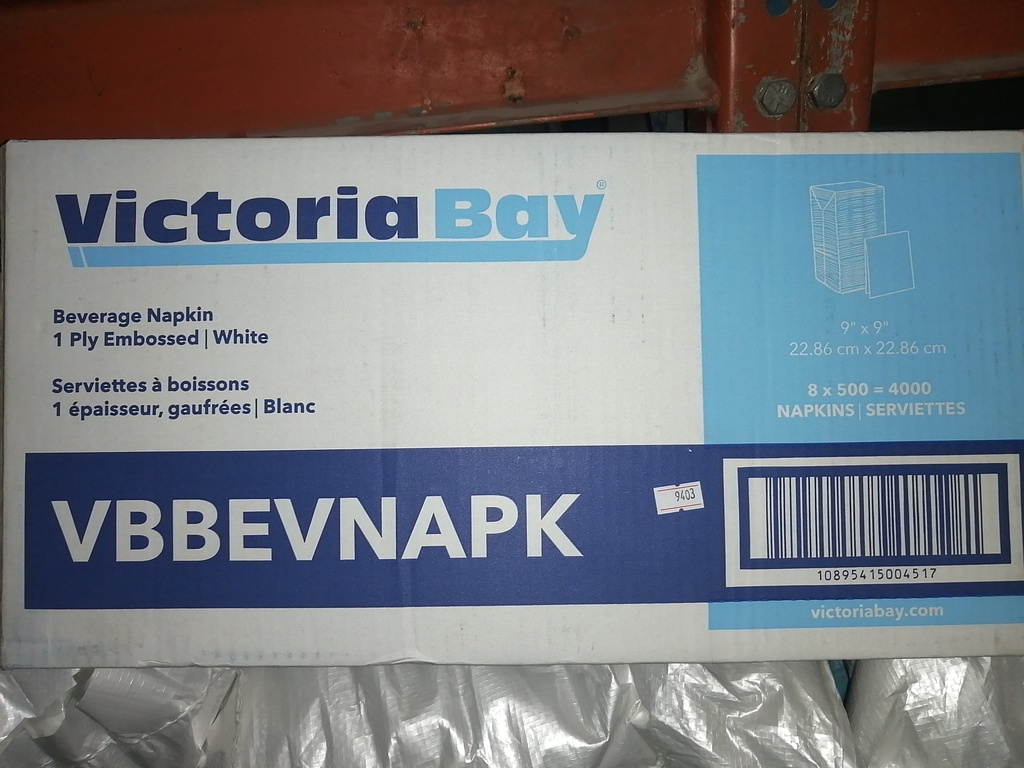 Victoria Bay®
Beverage Napkin
1 Ply Embossed | White
Serviettes à boissons
1 épaisseur, gaufrées | Blanc
VBBEVNAPK
9403
9" x 9"
22.86 cm x 22.86 cm
8 x 500 = 4000
NAPKINS | SERVIETTES
10895415004517
victoriabay.com